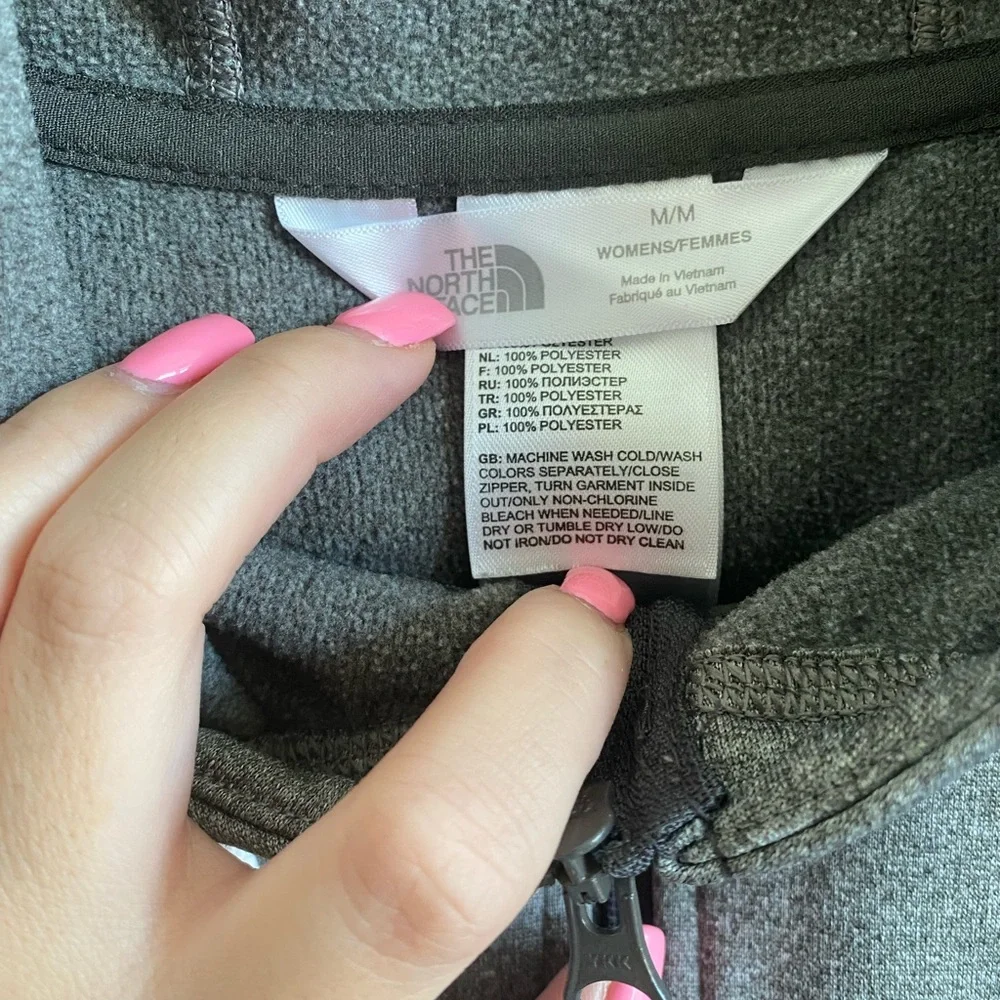 THE
NORTH
FACE
M/M
WOMENS/FEMMES
Made in Vietnam
Fabriqué au Vietnam
POLYESTER
NL: 100% POLYESTER
F: 100% POLYESTER
RU: 100% ПОЛИЭСТЕР
TR: 100% POLYESTER
GR: 100% ΠΟΛΥΕΣΤΕΡΑΣ
PL: 100% POLYESTER
GB: MACHINE WASH COLD/WASH
COLORS SEPARATELY/CLOSE
ZIPPER, TURN GARMENT INSIDE
OUT/ONLY NON-CHLORINE
BLEACH WHEN NEEDED/LINE
DRY OR TUMBLE DRY LOW/DO
NOT IRON/DO NOT DRY CLEAN
YKK